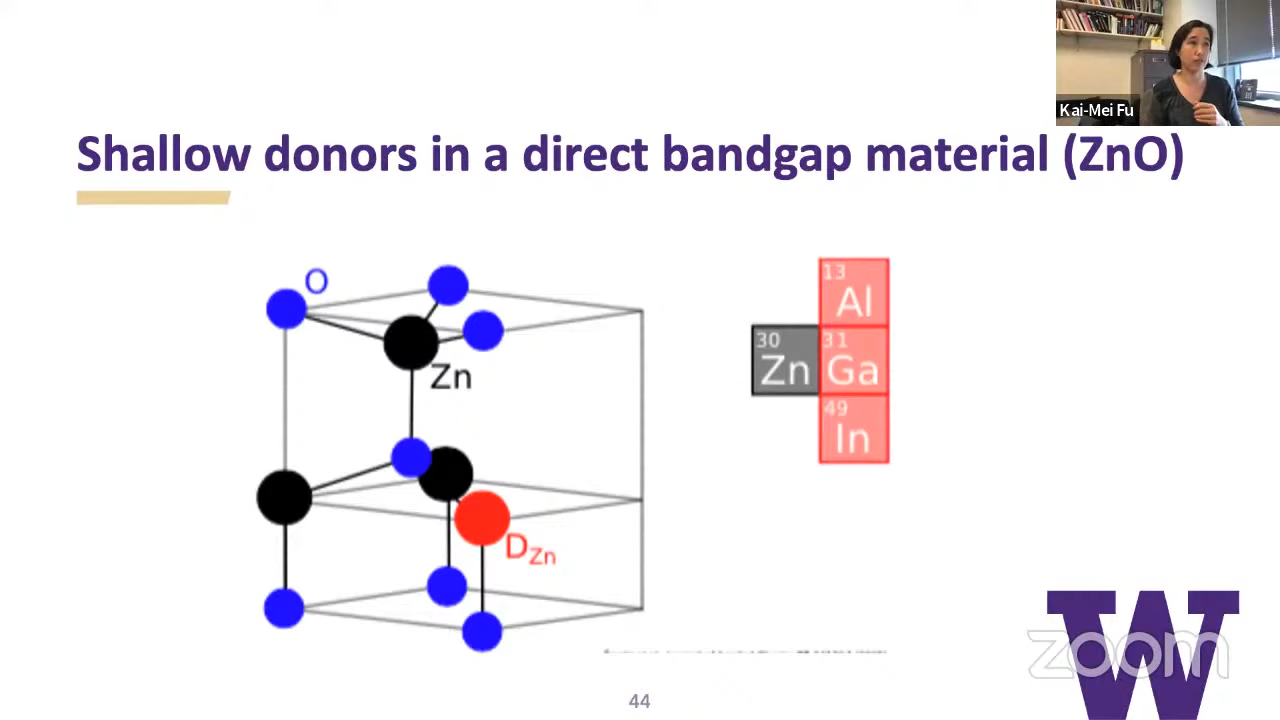 Kai-Mei Fu
Shallow donors in a direct bandgap material (ZnO)
O
Zn
D_Zn
13
Al
30
Zn
31
Ga
49
In
44
W
zoom